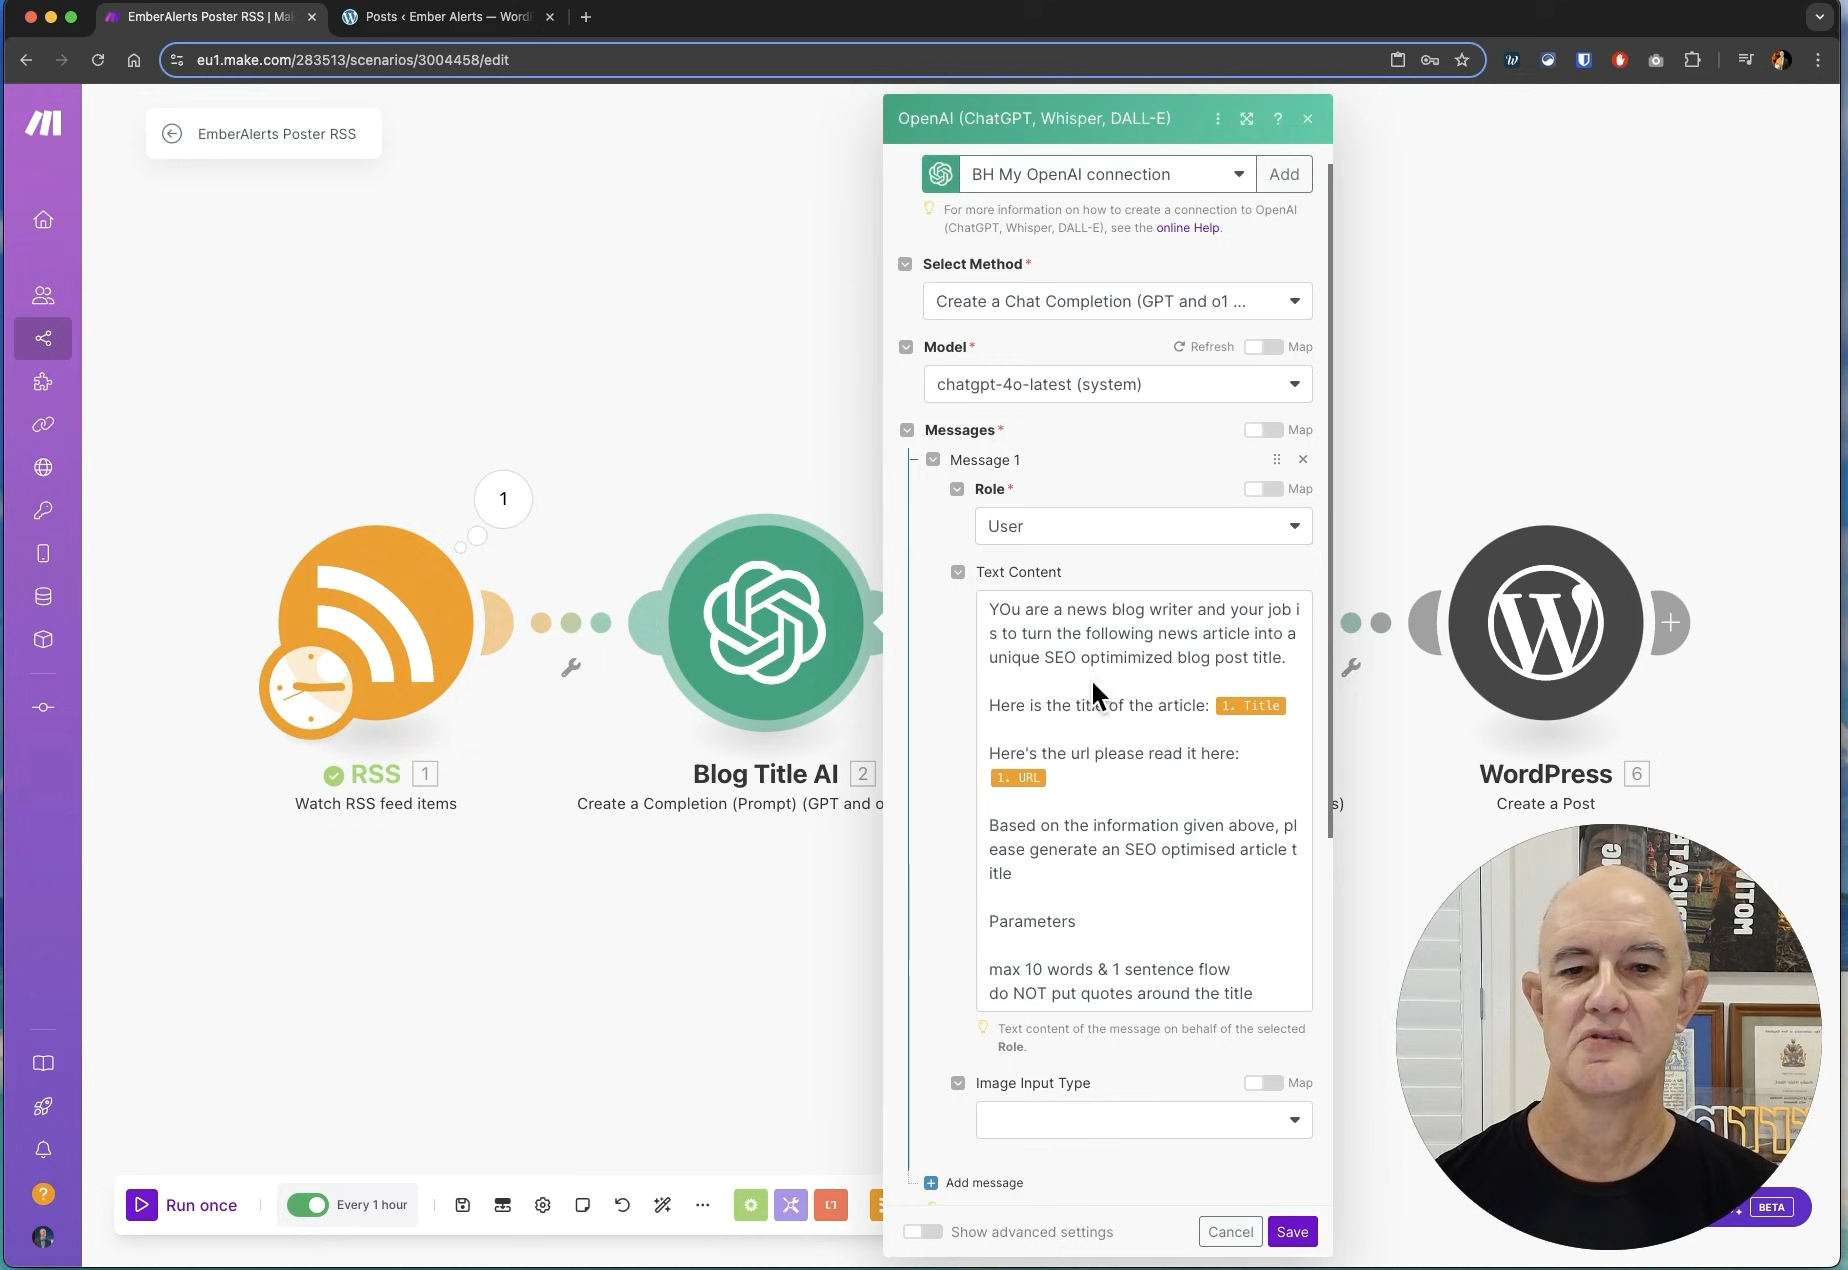 EmberAlerts Poster RSS | Ma
Posts ‹ Ember Alerts — Word
eu1.make.com/283513/scenarios/3004458/edit
EmberAlerts Poster RSS
OpenAI (ChatGPT, Whisper, DALL-E)
BH My OpenAI connection
Add
For more information on how to create a connection to OpenAI
(ChatGPT, Whisper, DALL-E), see the online Help.
Select Method *
Create a Chat Completion (GPT and o1 ...
Model *
Refresh
Map
chatgpt-4o-latest (system)
Messages *
Map
Message 1
Role *
Map
User
Text Content
YOu are a news blog writer and your job i
s to turn the following news article into a
unique SEO optimimized blog post title.
Here is the title of the article: 1. Title
Here's the url please read it here:
1. URL
Based on the information given above, pl
ease generate an SEO optimised article t
itle
Parameters
max 10 words & 1 sentence flow
do NOT put quotes around the title
Text content of the message on behalf of the selected
Role.
Image Input Type
Map
Add message
Show advanced settings
Cancel
Save
1
RSS 1
Watch RSS feed items
Blog Title AI 2
Create a Completion (Prompt) (GPT and o
s)
WordPress 6
Create a Post
Run once
Every 1 hour
BETA